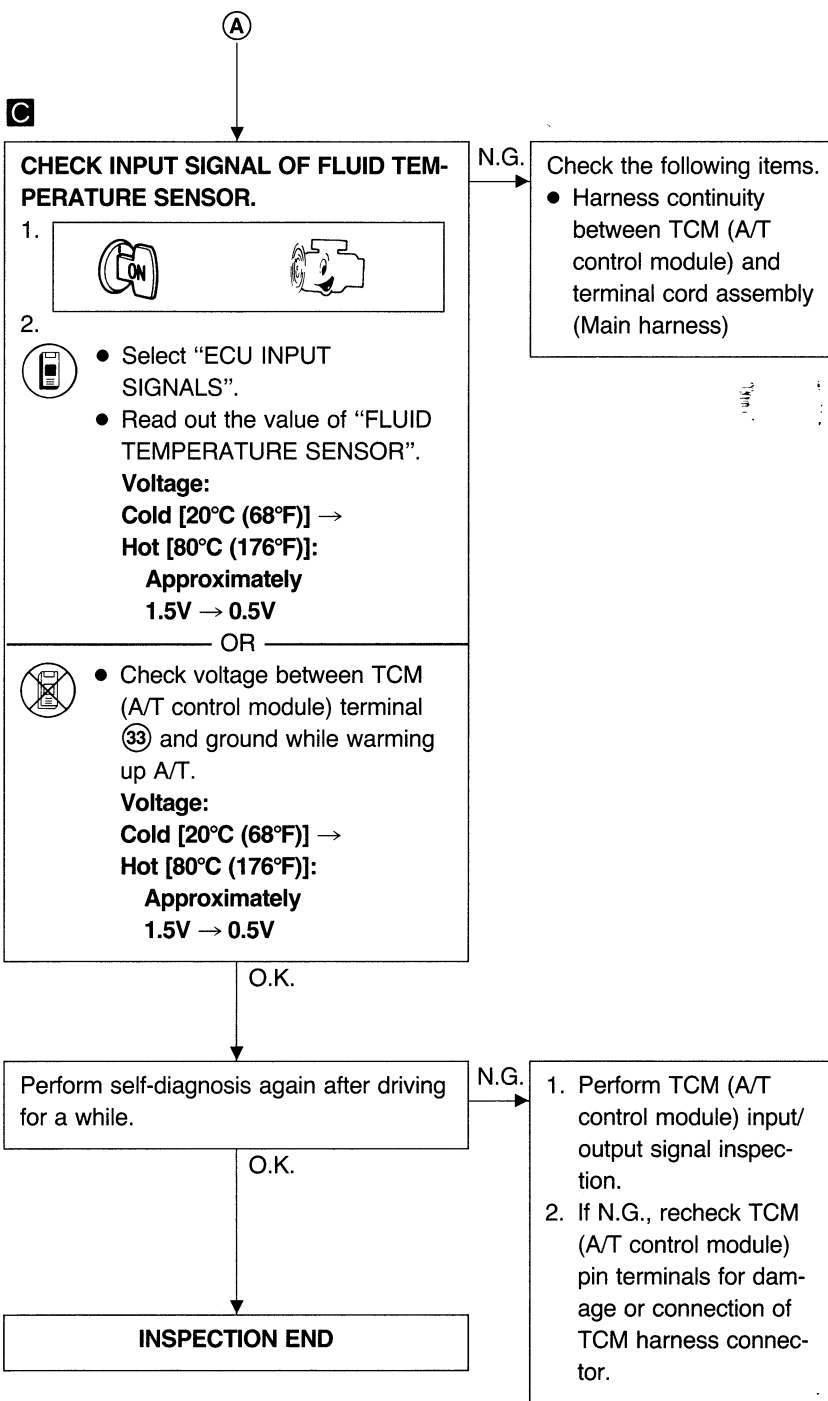 A
C
CHECK INPUT SIGNAL OF FLUID TEM-
PERATURE SENSOR.
1.
ON
2.
● Select “ECU INPUT
SIGNALS”.
● Read out the value of “FLUID
TEMPERATURE SENSOR”.
Voltage:
Cold [20°C (68°F)] →
Hot [80°C (176°F)]:
Approximately
1.5V → 0.5V
OR
● Check voltage between TCM
(A/T control module) terminal
33 and ground while warming
up A/T.
Voltage:
Cold [20°C (68°F)] →
Hot [80°C (176°F)]:
Approximately
1.5V → 0.5V
N.G.
Check the following items.
● Harness continuity
between TCM (A/T
control module) and
terminal cord assembly
(Main harness)
O.K.
Perform self-diagnosis again after driving
for a while.
N.G.
1. Perform TCM (A/T
control module) input/
output signal inspec-
tion.
2. If N.G., recheck TCM
(A/T control module)
pin terminals for dam-
age or connection of
TCM harness connec-
tor.
O.K.
INSPECTION END